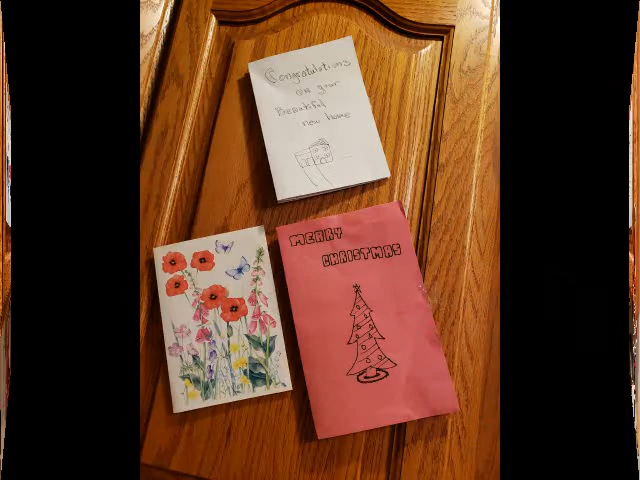 Congratulations
on your
Beautiful
new home
MERRY
CHRISTMAS